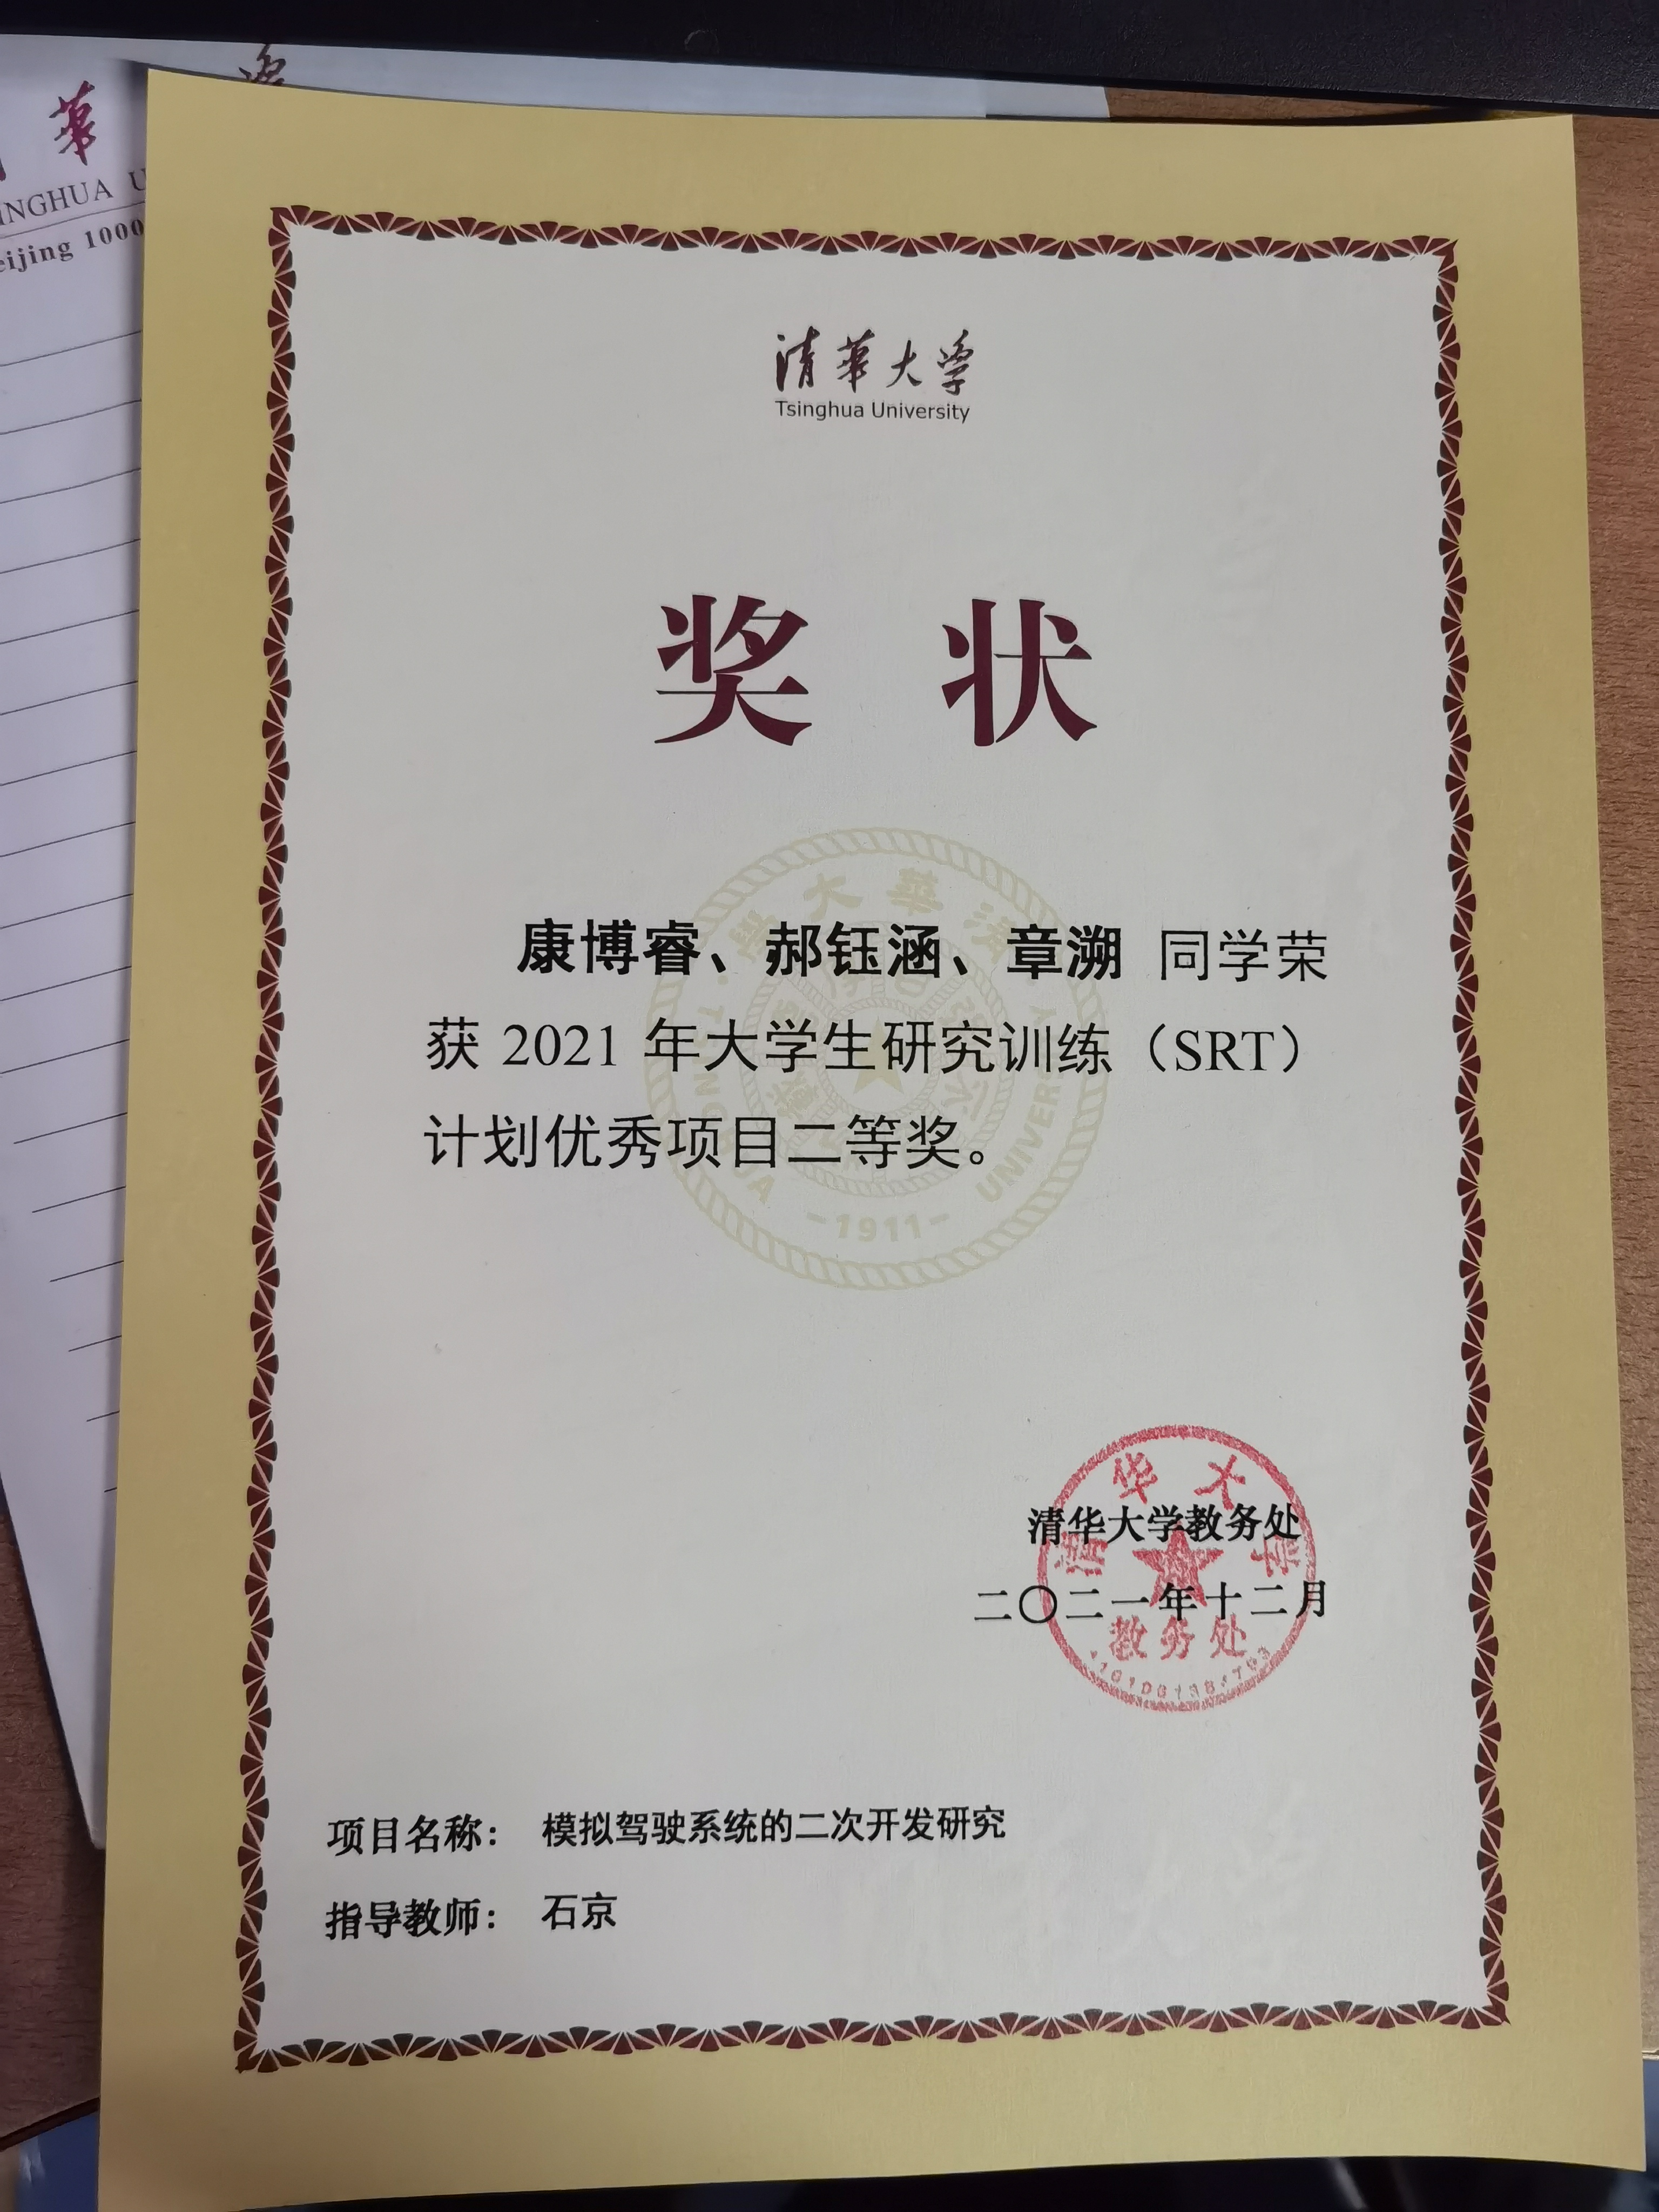 華
INGHUA U
eijing 1000
清華大学
Tsinghua University
奖 状
康博睿、郝钰涵、章溯 同学荣
获 2021 年大学生研究训练（SRT）
计划优秀项目二等奖。
-1911-
清华大学教务处
二〇二一年十二月
清华大学
教务处
项目名称： 模拟驾驶系统的二次开发研究
指导教师： 石京